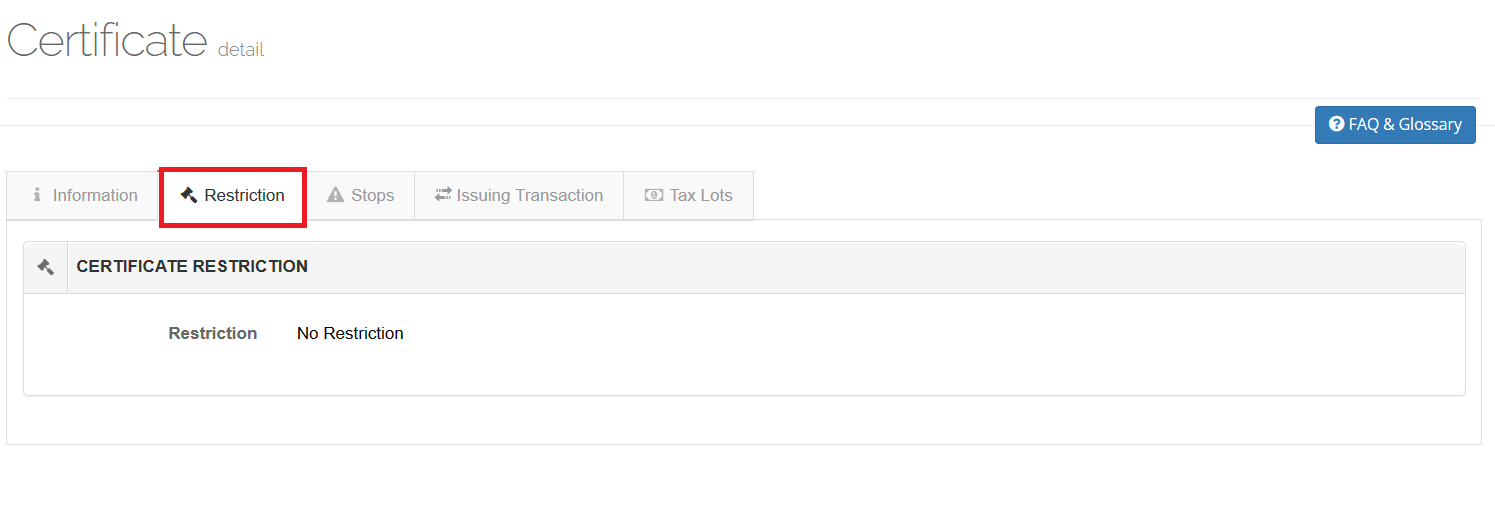 Certificate detail
FAQ & Glossary
Information Restriction Stops Issuing Transaction Tax Lots
CERTIFICATE RESTRICTION
Restriction No Restriction